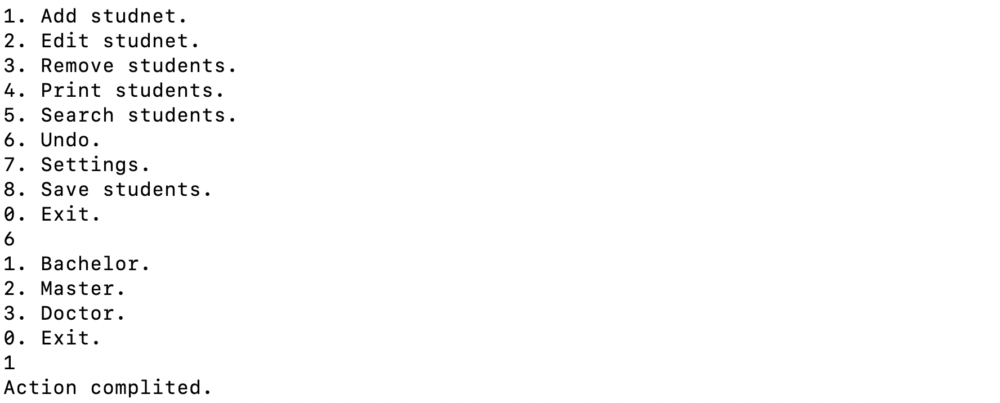 1. Add studnet.
2. Edit studnet.
3. Remove students.
4. Print students.
5. Search students.
6. Undo.
7. Settings.
8. Save students.
0. Exit.
6
1. Bachelor.
2. Master.
3. Doctor.
0. Exit.
1
Action complited.